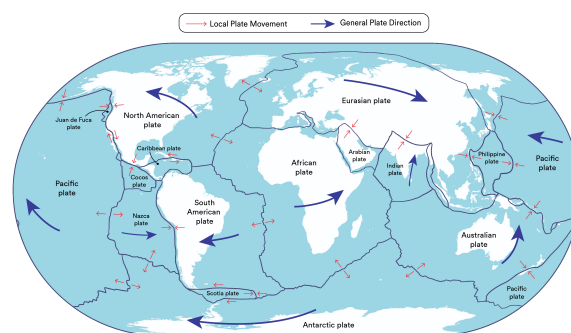 Local Plate Movement
General Plate Direction
Eurasian plate
North American
plate
Juan de Fuca
plate
Caribbean plate
Cocos
plate
Pacific
plate
Nazca
plate
South
American
plate
African
plate
Arabian
plate
Indian
plate
Philippine
plate
Pacific
plate
Australian
plate
Pacific
plate
Scotia plate
Antarctic plate